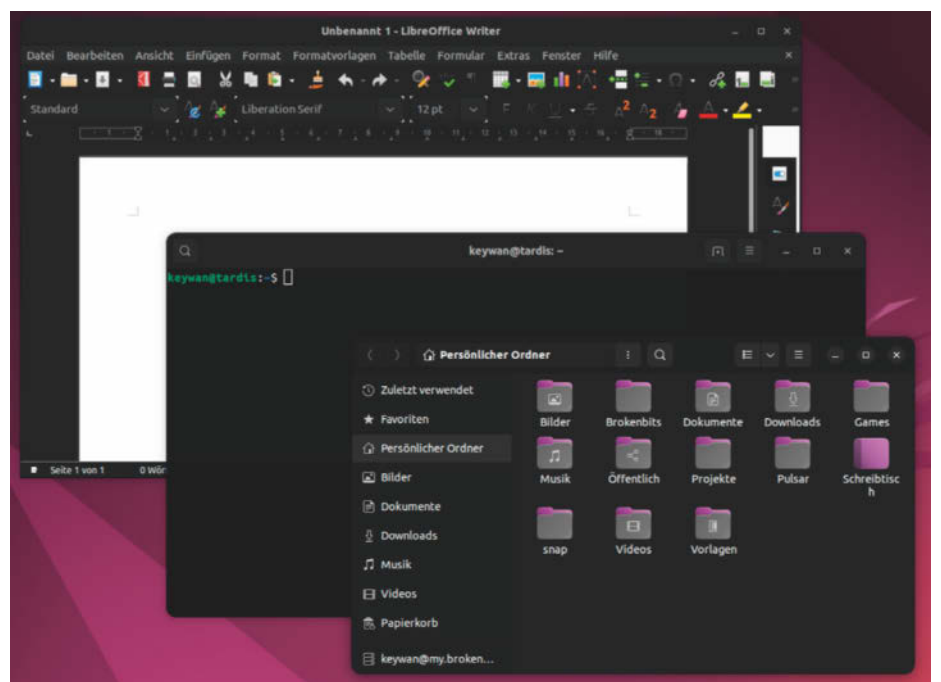 Unbenannt 1 - LibreOffice Writer
Datei Bearbeiten Ansicht Einfügen Format Formatvorlagen Tabelle Formular Extras Fenster Hilfe
Standard Liberation Serif 12 pt
keywan@tardis: ~
keywan@tardis:~$
Persönlicher Ordner
Zuletzt verwendet
Favoriten
Persönlicher Ordner
Bilder
Dokumente
Downloads
Musik
Videos
Papierkorb
keywan@my.broken...
Bilder Brokenbits Dokumente Downloads Games
Musik Öffentlich Projekte Pulsar Schreibtisc
h
snap Videos Vorlagen
Seite 1 von 1 0 Wör